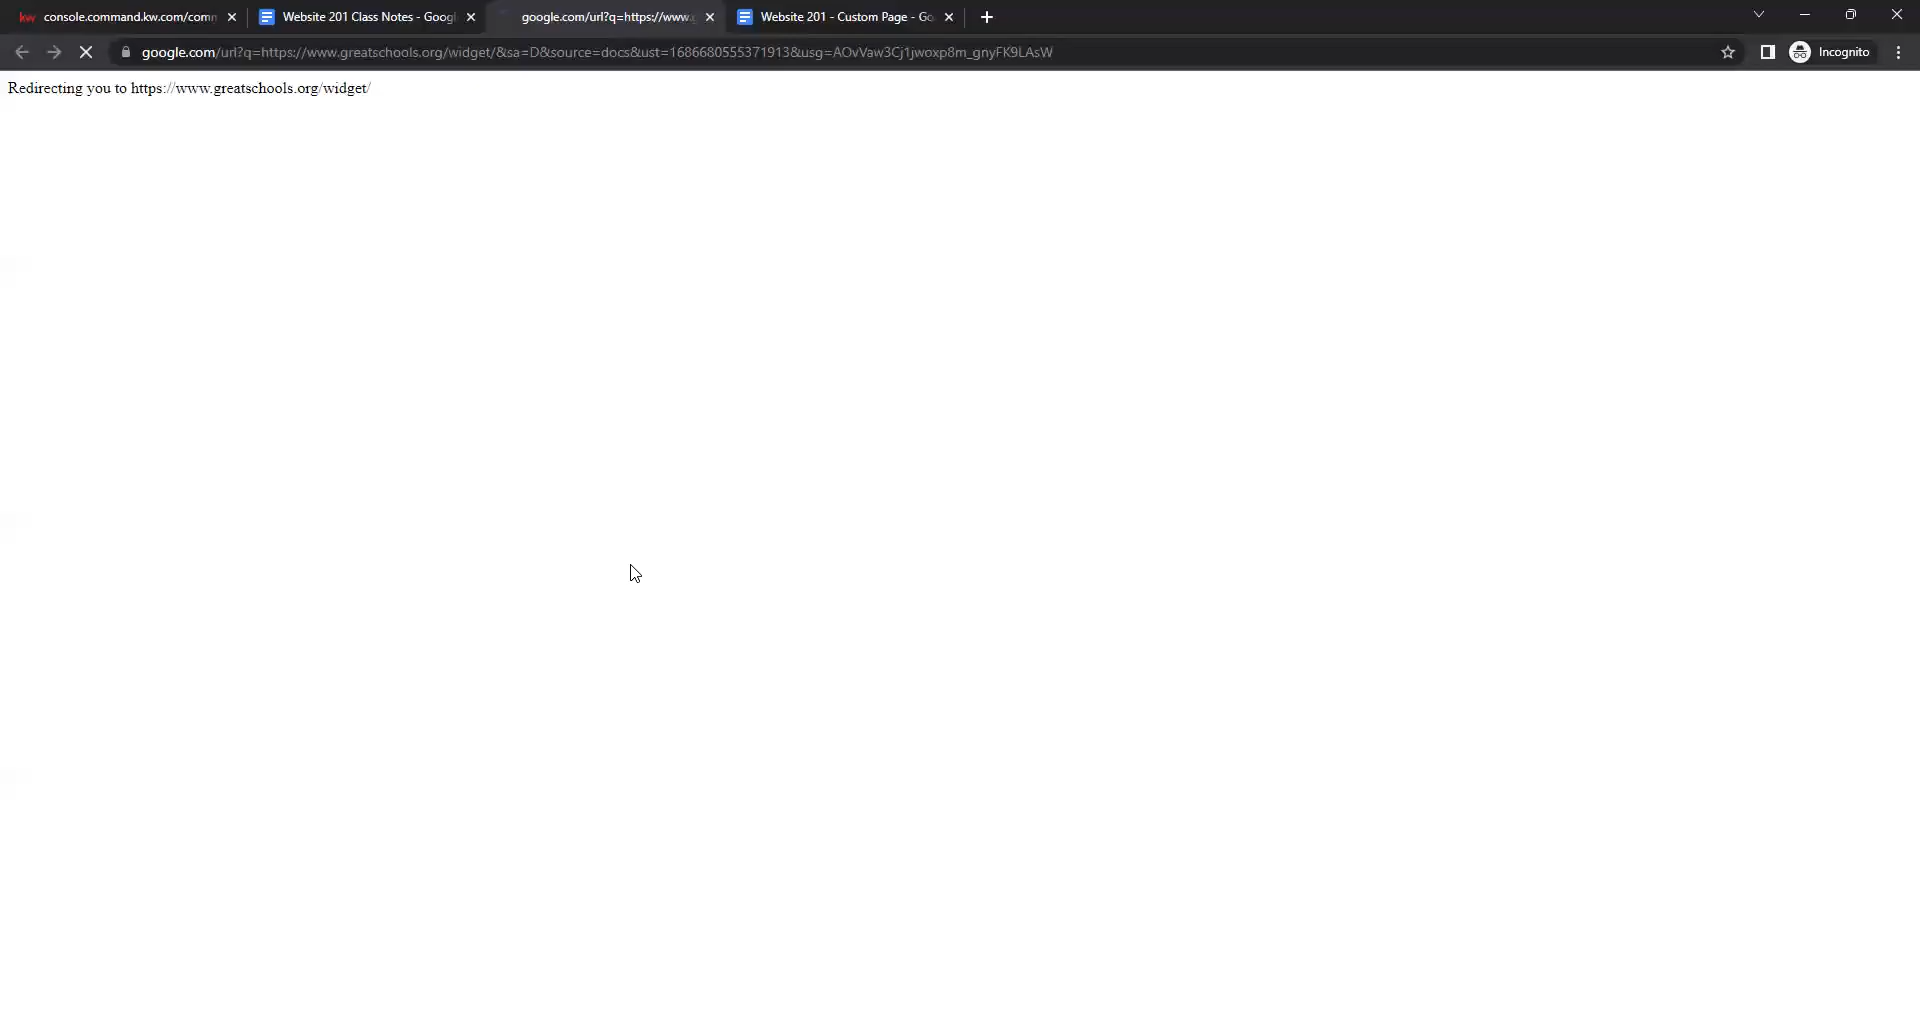 kw console.command.kw.com/comm
Website 201 Class Notes - Googl
google.com/url?q=https://www.
Website 201 - Custom Page - Go
google.com/url?q=https://www.greatschools.org/widget/&sa=D&source=docs&ust=1686680555371913&usg=AOvVaw3Cj1jwoxp8m_gnyFK9LAsW
Incognito
Redirecting you to https://www.greatschools.org/widget/